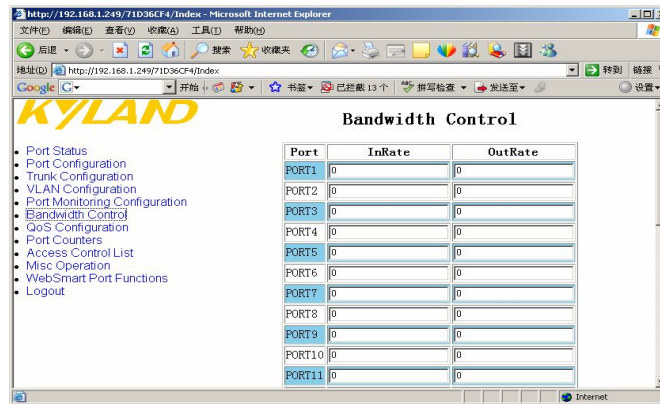 http://192.168.1.249/71D36CF4/Index - Microsoft Internet Explorer
文件(F) 编辑(E) 查看(V) 收藏(A) 工具(T) 帮助(H)
后退 搜索 收藏夹
地址(D) http://192.168.1.249/71D36CF4/Index 转到 链接
Google G 开始 书签 已拦截 13 个 拼写检查 发送至 设置
KYLAND
Bandwidth Control
Port Status
Port Configuration
Trunk Configuration
VLAN Configuration
Port Monitoring Configuration
Bandwidth Control
QoS Configuration
Port Counters
Access Control List
Misc Operation
WebSmart Port Functions
Logout
Port InRate OutRate
PORT1 0 0
PORT2 0 0
PORT3 0 0
PORT4 0 0
PORT5 0 0
PORT6 0 0
PORT7 0 0
PORT8 0 0
PORT9 0 0
PORT10 0 0
PORT11 0 0
Internet